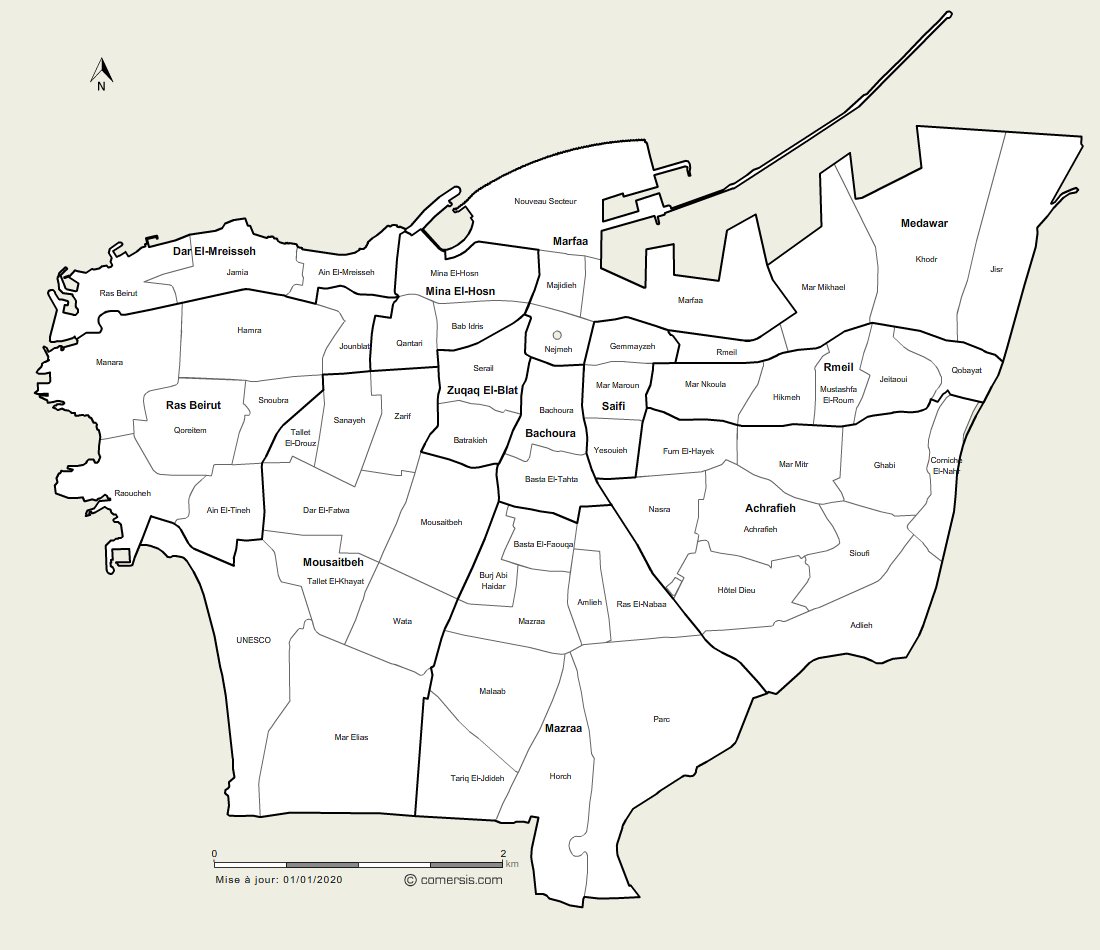 N
Nouveau Secteur
Marfaa
Medawar
Khodr
Jisr
Dar El-Mreisseh
Jamia
Ain El-Mreisseh
Ras Beirut
Mina El-Hosn
Mina El-Hosn
Majidieh
Marfaa
Mar Mikhael
Bab Idris
Hamra
Jounblat
Qantari
Nejmeh
Gemmayzeh
Rmeil
Manara
Serail
Zuqaq El-Blat
Rmeil
Qobayat
Jeitaoui
Mar Maroun
Mar Nkoula
Mustashfa
El-Roum
Hikmeh
Snoubra
Ras Beirut
Saifi
Bachoura
Sanayeh
Zarif
Qoreitem
Tallet
El-Drouz
Batrakieh
Bachoura
Yesouieh
Furn El-Hayek
Mar Mitr
Ghabi
Corniche
El-Nahr
Basta El-Tahta
Raoucheh
Ain El-Tineh
Dar El-Fatwa
Mousaitbeh
Nasra
Achrafieh
Achrafieh
Basta El-Faouqa
Sioufi
Mousaitbeh
Tallet El-Khayat
Burj Abi
Haidar
Hôtel Dieu
Amlieh
Ras El-Nabaa
Wata
Mazraa
Adlieh
UNESCO
Malaab
Parc
Mazraa
Mar Elias
Tariq El-Jdideh
Horch
0
2
km
Mise à jour: 01/01/2020
© comersis.com